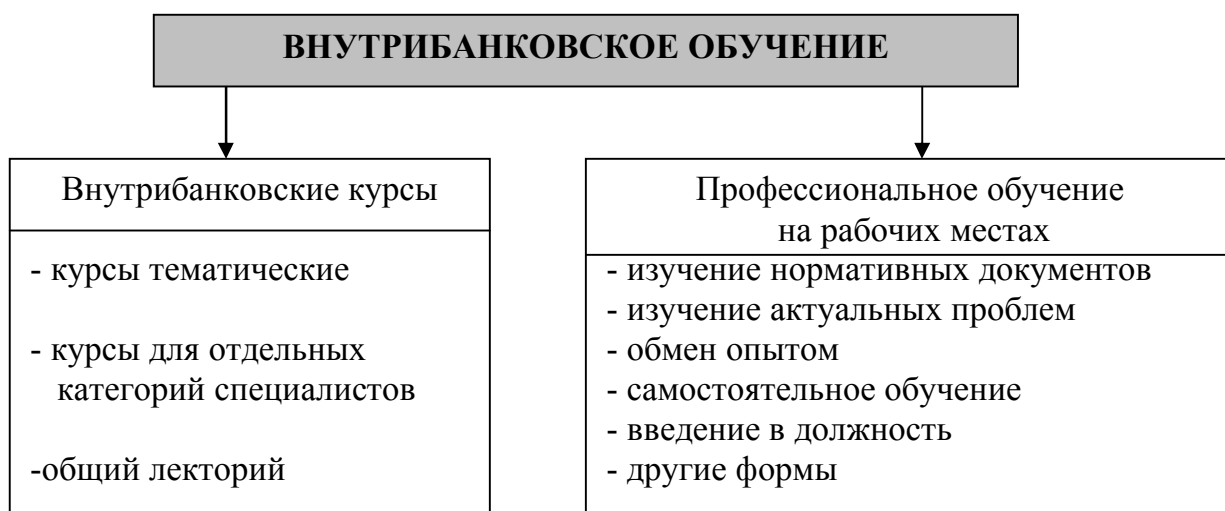 ВНУТРИБАНКОВСКОЕ ОБУЧЕНИЕ
Внутрибанковские курсы
- курсы тематические
- курсы для отдельных
категорий специалистов
-общий лекторий
Профессиональное обучение
на рабочих местах
- изучение нормативных документов
- изучение актуальных проблем
- обмен опытом
- самостоятельное обучение
- введение в должность
- другие формы